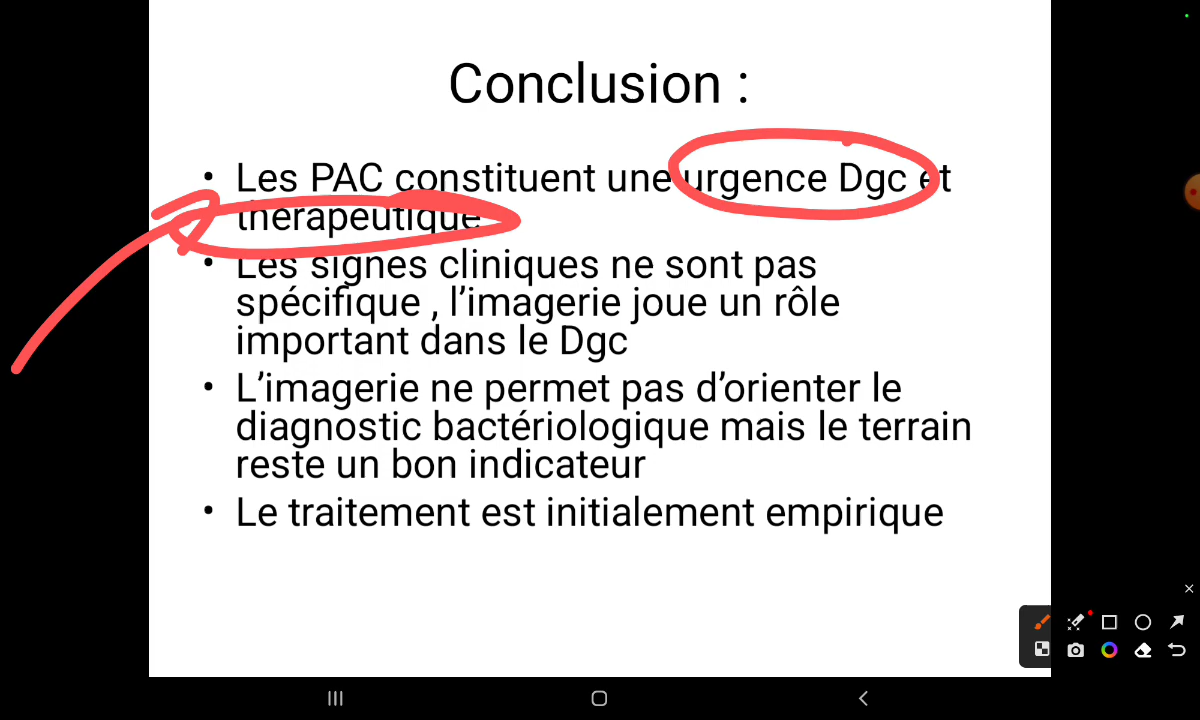 Conclusion :
• Les PAC constituent une urgence Dgc et
thérapeutique
• Les signes cliniques ne sont pas
spécifique , l’imagerie joue un rôle
important dans le Dgc
• L’imagerie ne permet pas d’orienter le
diagnostic bactériologique mais le terrain
reste un bon indicateur
• Le traitement est initialement empirique